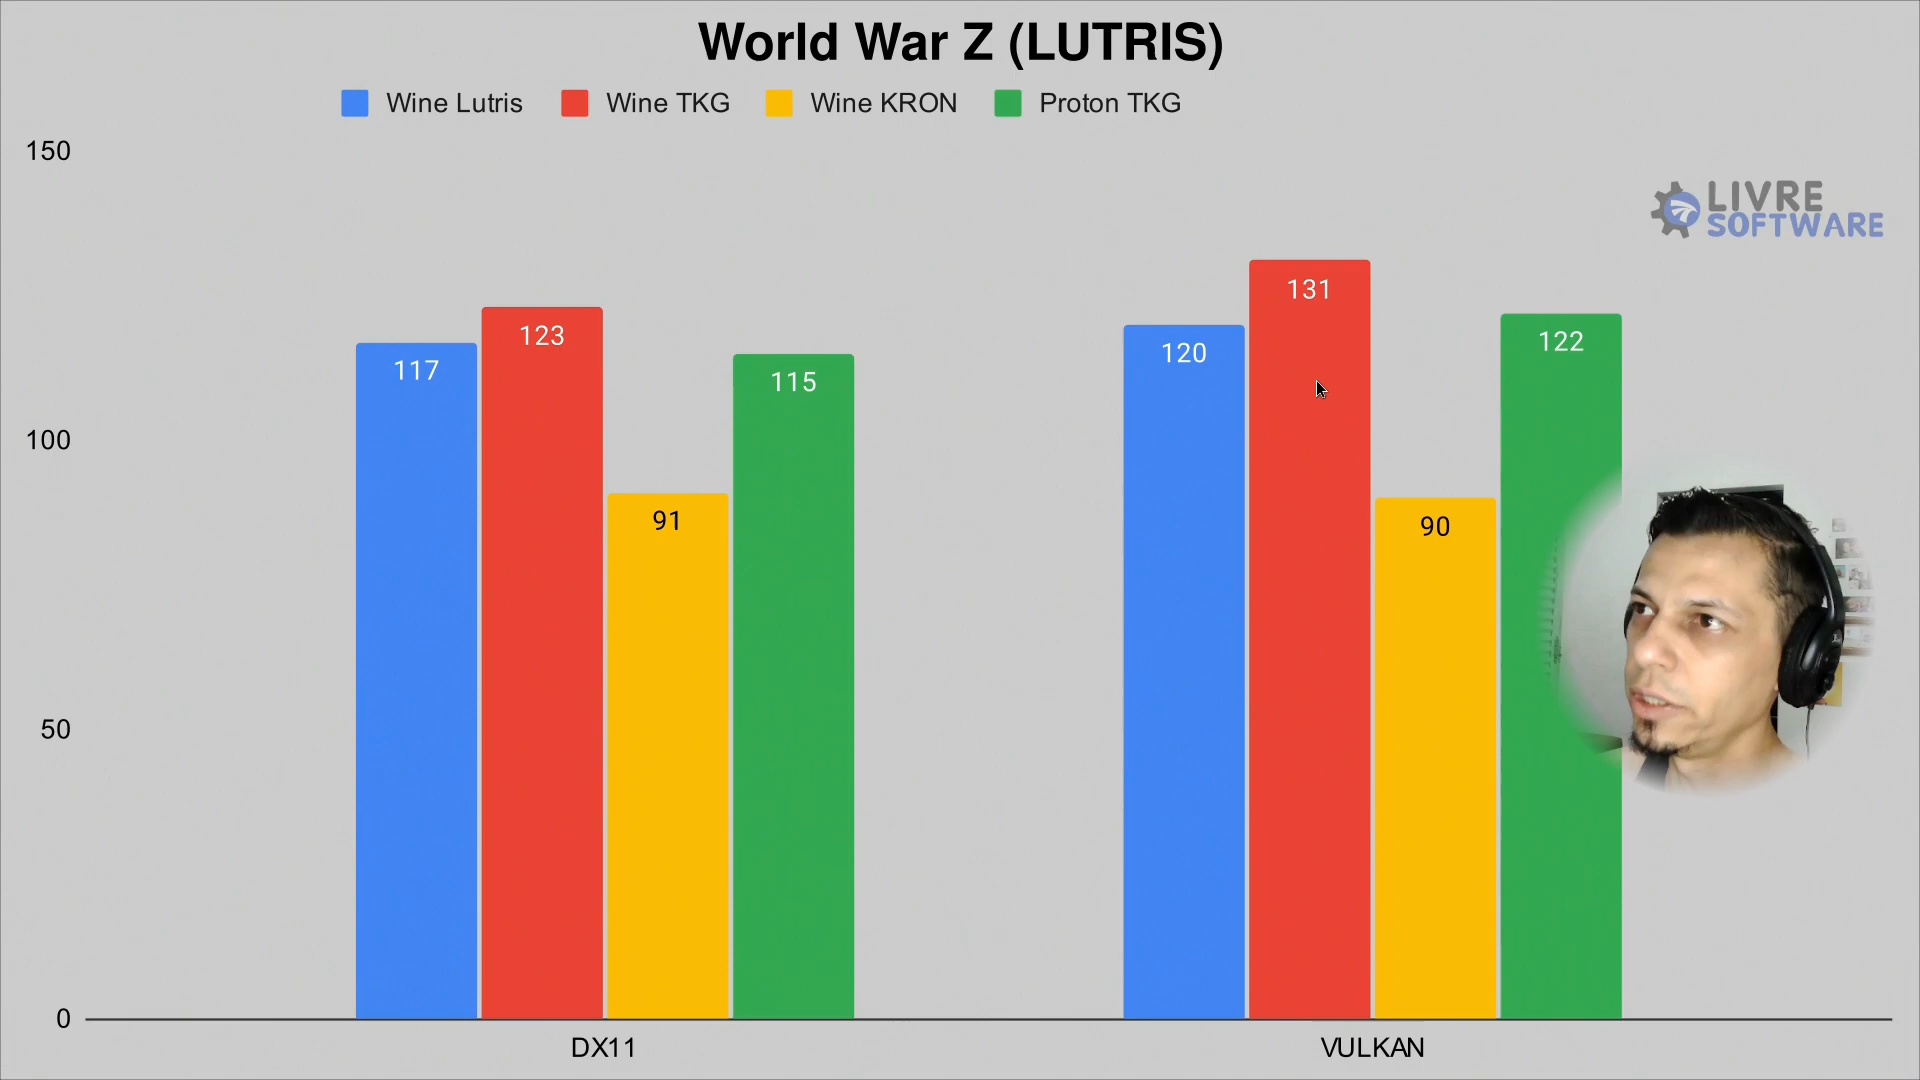 World War Z (LUTRIS)
Wine Lutris Wine TKG Wine KRON Proton TKG
150
LIVRE
SOFTWARE
131
123
122
120
117
115
100
91
90
50
0
DX11 VULKAN